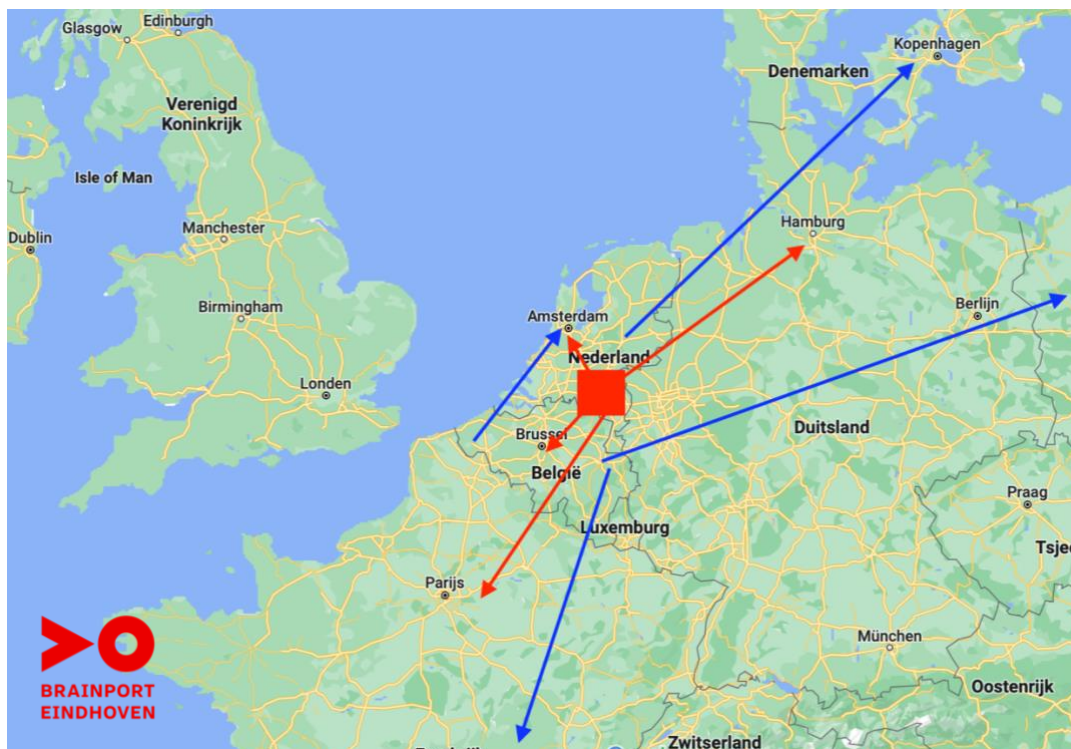 Edinburgh
Glasgow
Kopenhagen
Denemarken
Verenigd
Koninkrijk
Isle of Man
Hamburg
Manchester
Dublin
Birmingham
Berlijn
Amsterdam
Nederland
Londen
Duitsland
Brussel
België
Praag
Luxemburg
Tsjec
Parijs
München
Oostenrijk
Zwitserland
BRAINPORT
EINDHOVEN